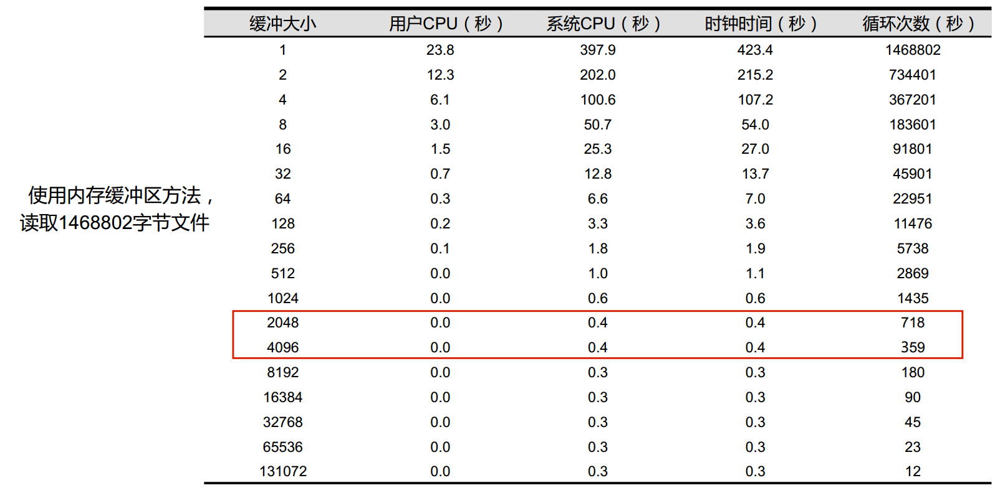 缓冲大小 用户CPU（秒） 系统CPU（秒） 时钟时间（秒） 循环次数（秒）
1 23.8 397.9 423.4 1468802
2 12.3 202.0 215.2 734401
4 6.1 100.6 107.2 367201
8 3.0 50.7 54.0 183601
16 1.5 25.3 27.0 91801
32 0.7 12.8 13.7 45901
使用内存缓冲区方法，
64 0.3 6.6 7.0 22951
读取1468802字节文件
128 0.2 3.3 3.6 11476
256 0.1 1.8 1.9 5738
512 0.0 1.0 1.1 2869
1024 0.0 0.6 0.6 1435
2048 0.0 0.4 0.4 718
4096 0.0 0.4 0.4 359
8192 0.0 0.3 0.3 180
16384 0.0 0.3 0.3 90
32768 0.0 0.3 0.3 45
65536 0.0 0.3 0.3 23
131072 0.0 0.3 0.3 12